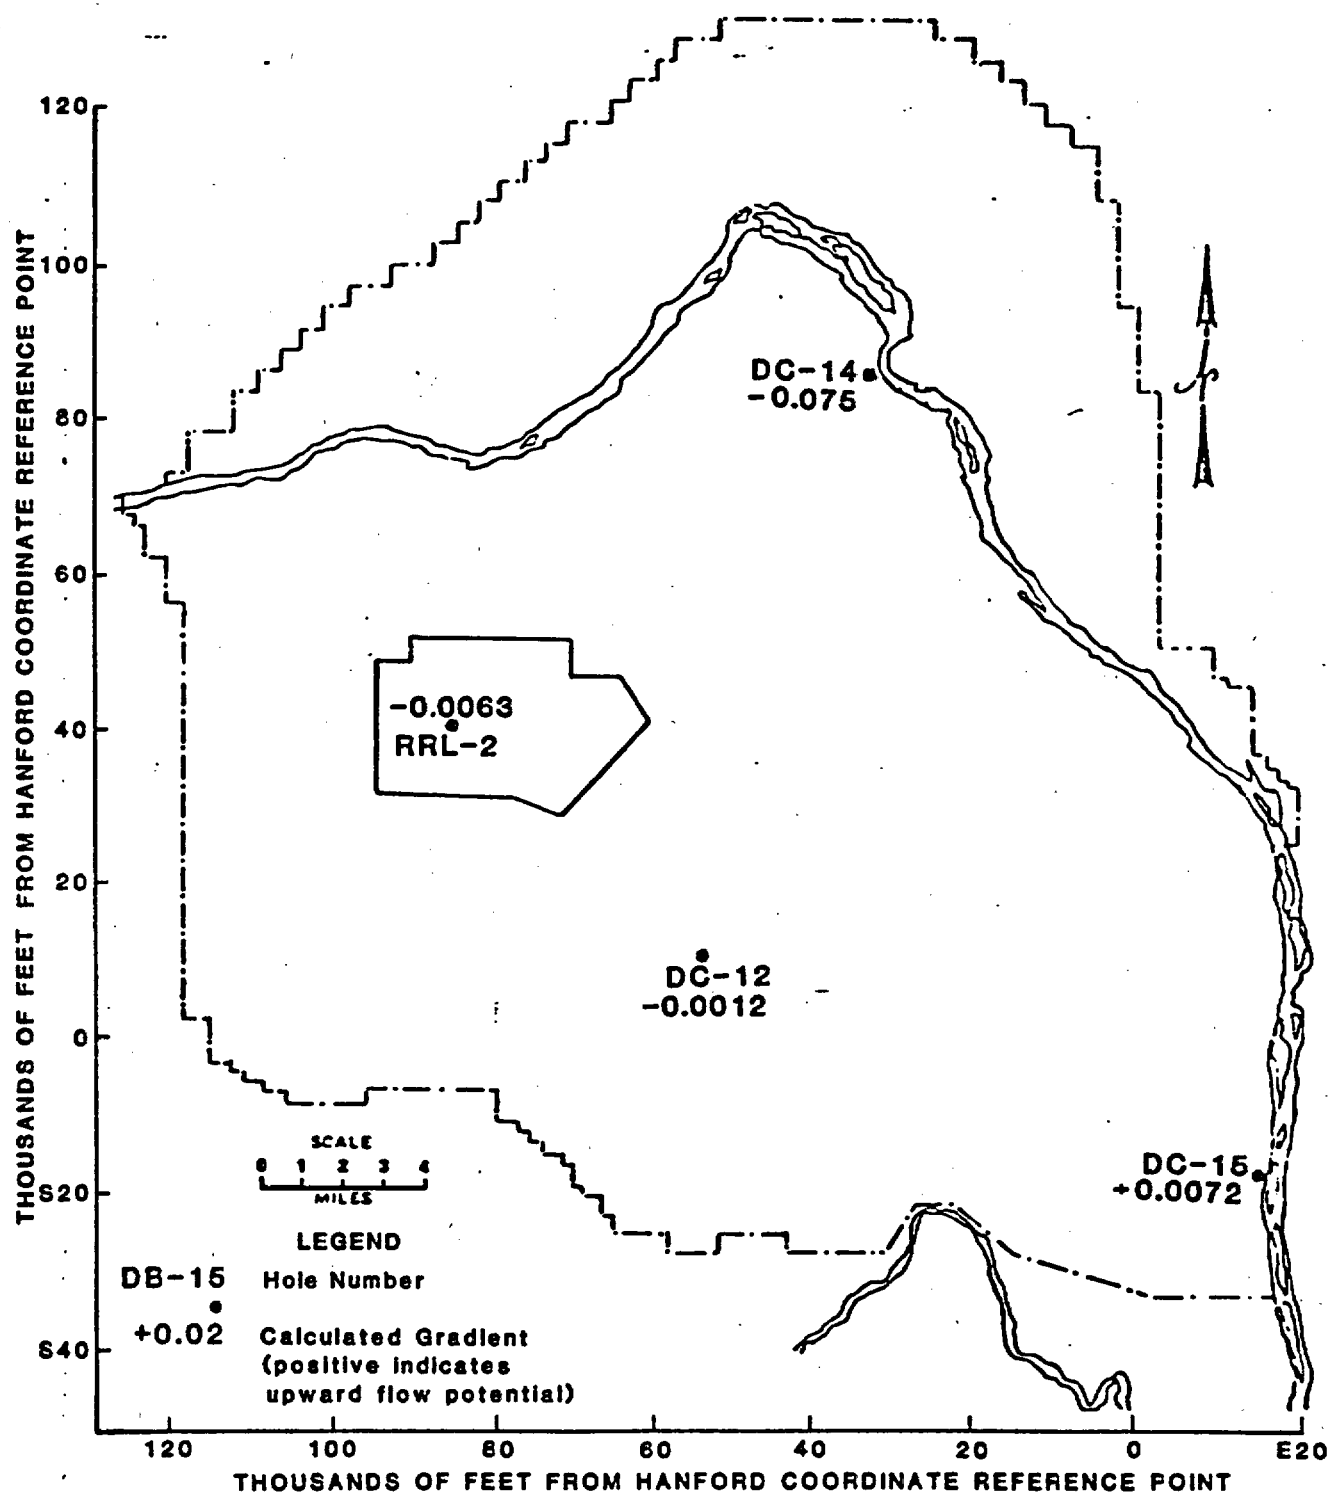 THOUSANDS OF FEET FROM HANFORD COORDINATE REFERENCE POINT
120
100
80
60
40
20
0
S20
S40
DC-14
-0.075
-0.0063
RRL-2
DC-12
-0.0012
DC-15
+0.0072
SCALE
0 1 2 3 4
MILES
LEGEND
DB-15 Hole Number
+0.02 Calculated Gradient
(positive indicates
upward flow potential)
120 100 80 60 40 20 0 E20
THOUSANDS OF FEET FROM HANFORD COORDINATE REFERENCE POINT